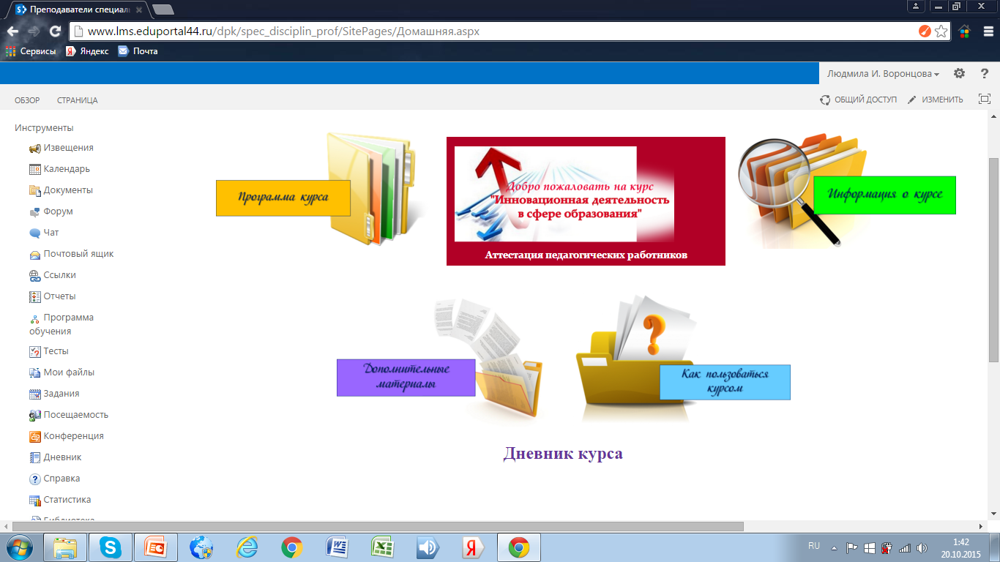 Преподаватели специал
www.lms.eduportal44.ru/dpk/spec_disciplin_prof/SitePages/Домашняя.aspx
Сервисы Яндекс Почта
Людмила И. Воронцова
ОБЗОР СТРАНИЦА ОБЩИЙ ДОСТУП ИЗМЕНИТЬ
Инструменты
Извещения
Календарь
Документы
Форум
Чат
Почтовый ящик
Ссылки
Отчеты
Программа
обучения
Тесты
Мои файлы
Задания
Посещаемость
Конференция
Дневник
Справка
Статистика
Библиотека
Программа курса
Добро пожаловать на курс
"Инновационная деятельность
в сфере образования"
Аттестация педагогических работников
Информация о курсе
Дополнительные
материалы
Как пользоваться
курсом
Дневник курса
RU
1:42
20.10.2015